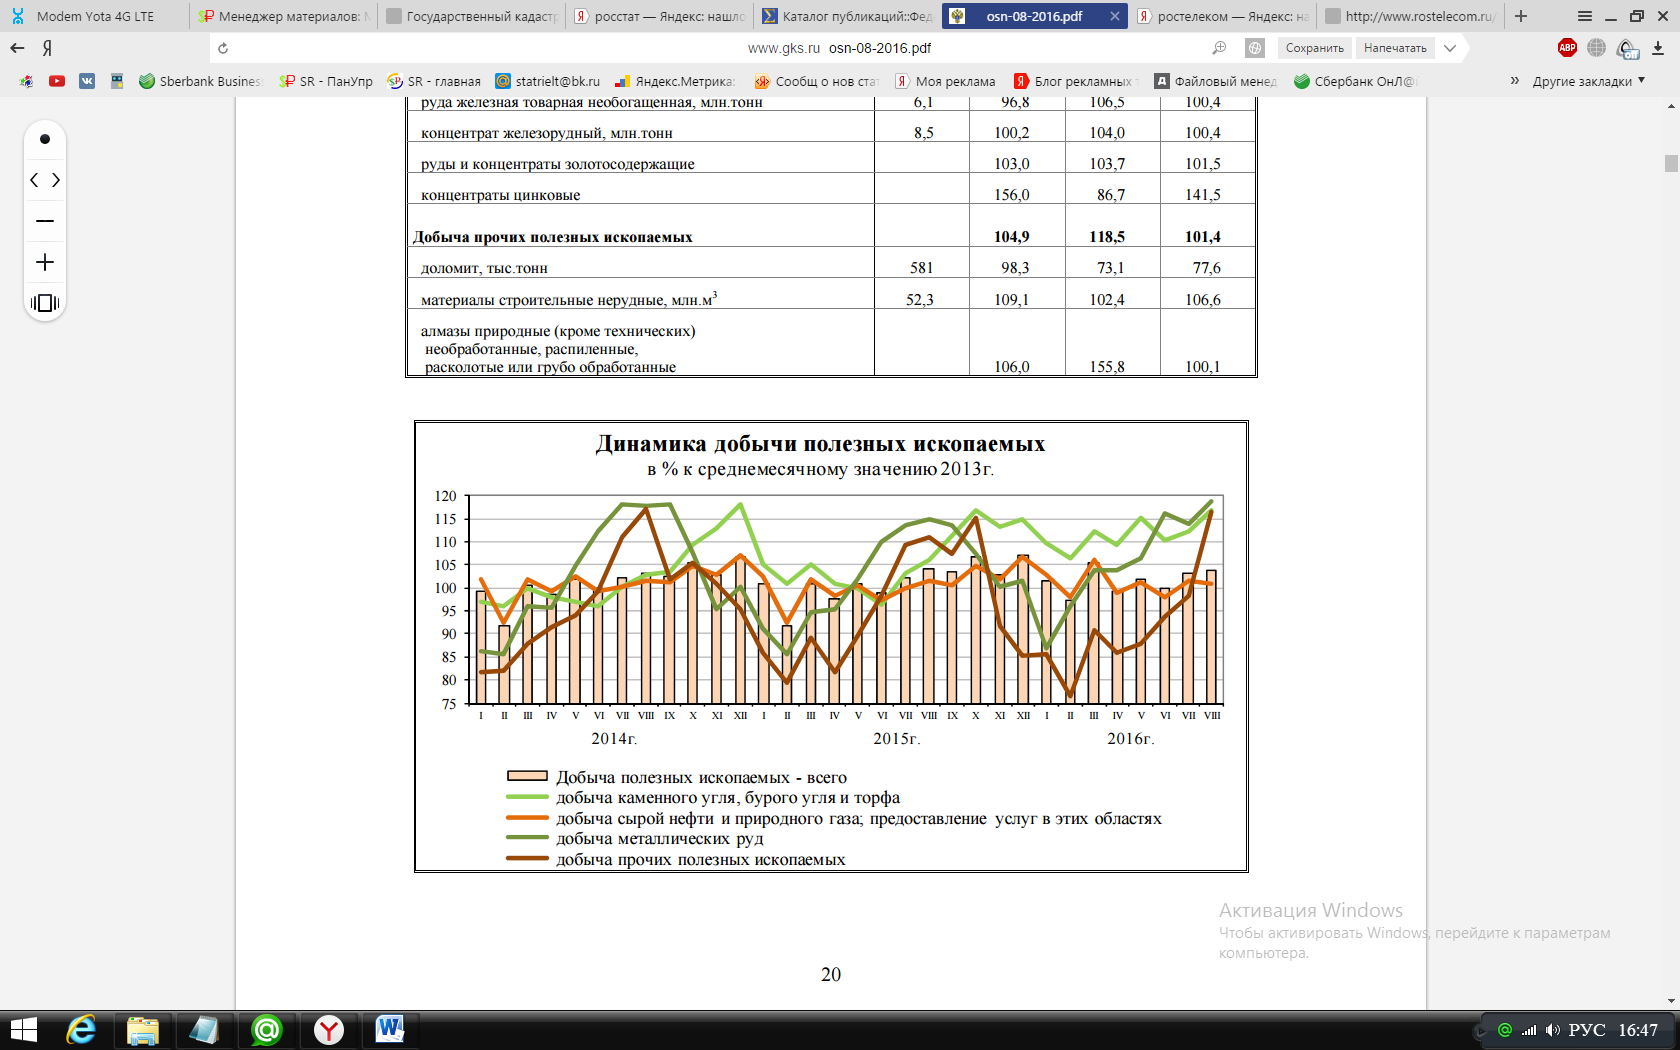 Modem Yota 4G LTE
Менеджер материалов:
Государственный кадаст
росстат — Яндекс: нашло
Каталог публикаций::Фед
osn-08-2016.pdf
ростелеком — Яндекс: на
http://www.rostelecom.ru/
www.gks.ru osn-08-2016.pdf
Сохранить
Напечатать
ABP
off
Sberbank Busines
SR - ПанУпр
SR - главная
statrielt@bk.ru
Яндекс.Метрика:
Сообщ о нов стат
Моя реклама
Блог рекламных т
Файловый менед
Сбербанк ОнЛ@й
» Другие закладки
руда железная товарная необогащенная, млн.тонн 6,1 96,8 106,5 100,4
концентрат железорудный, млн.тонн 8,5 100,2 104,0 100,4
руды и концентраты золотосодержащие 103,0 103,7 101,5
концентраты цинковые 156,0 86,7 141,5
Добыча прочих полезных ископаемых 104,9 118,5 101,4
доломит, тыс.тонн 581 98,3 73,1 77,6
материалы строительные нерудные, млн.м³ 52,3 109,1 102,4 106,6
алмазы природные (кроме технических)
необработанные, распиленные,
расколотые или грубо обработанные 106,0 155,8 100,1
Динамика добычи полезных ископаемых
в % к среднемесячному значению 2013г.
120
115
110
105
100
95
90
85
80
75
I II III IV V VI VII VIII IX X XI XII I II III IV V VI VII VIII IX X XI XII I II III IV V VI VII VIII
2014г. 2015г. 2016г.
Добыча полезных ископаемых - всего
добыча каменного угля, бурого угля и торфа
добыча сырой нефти и природного газа; предоставление услуг в этих областях
добыча металлических руд
добыча прочих полезных ископаемых
Активация Windows
Чтобы активировать Windows, перейдите к параметрам
компьютера.
20
РУС 16:47